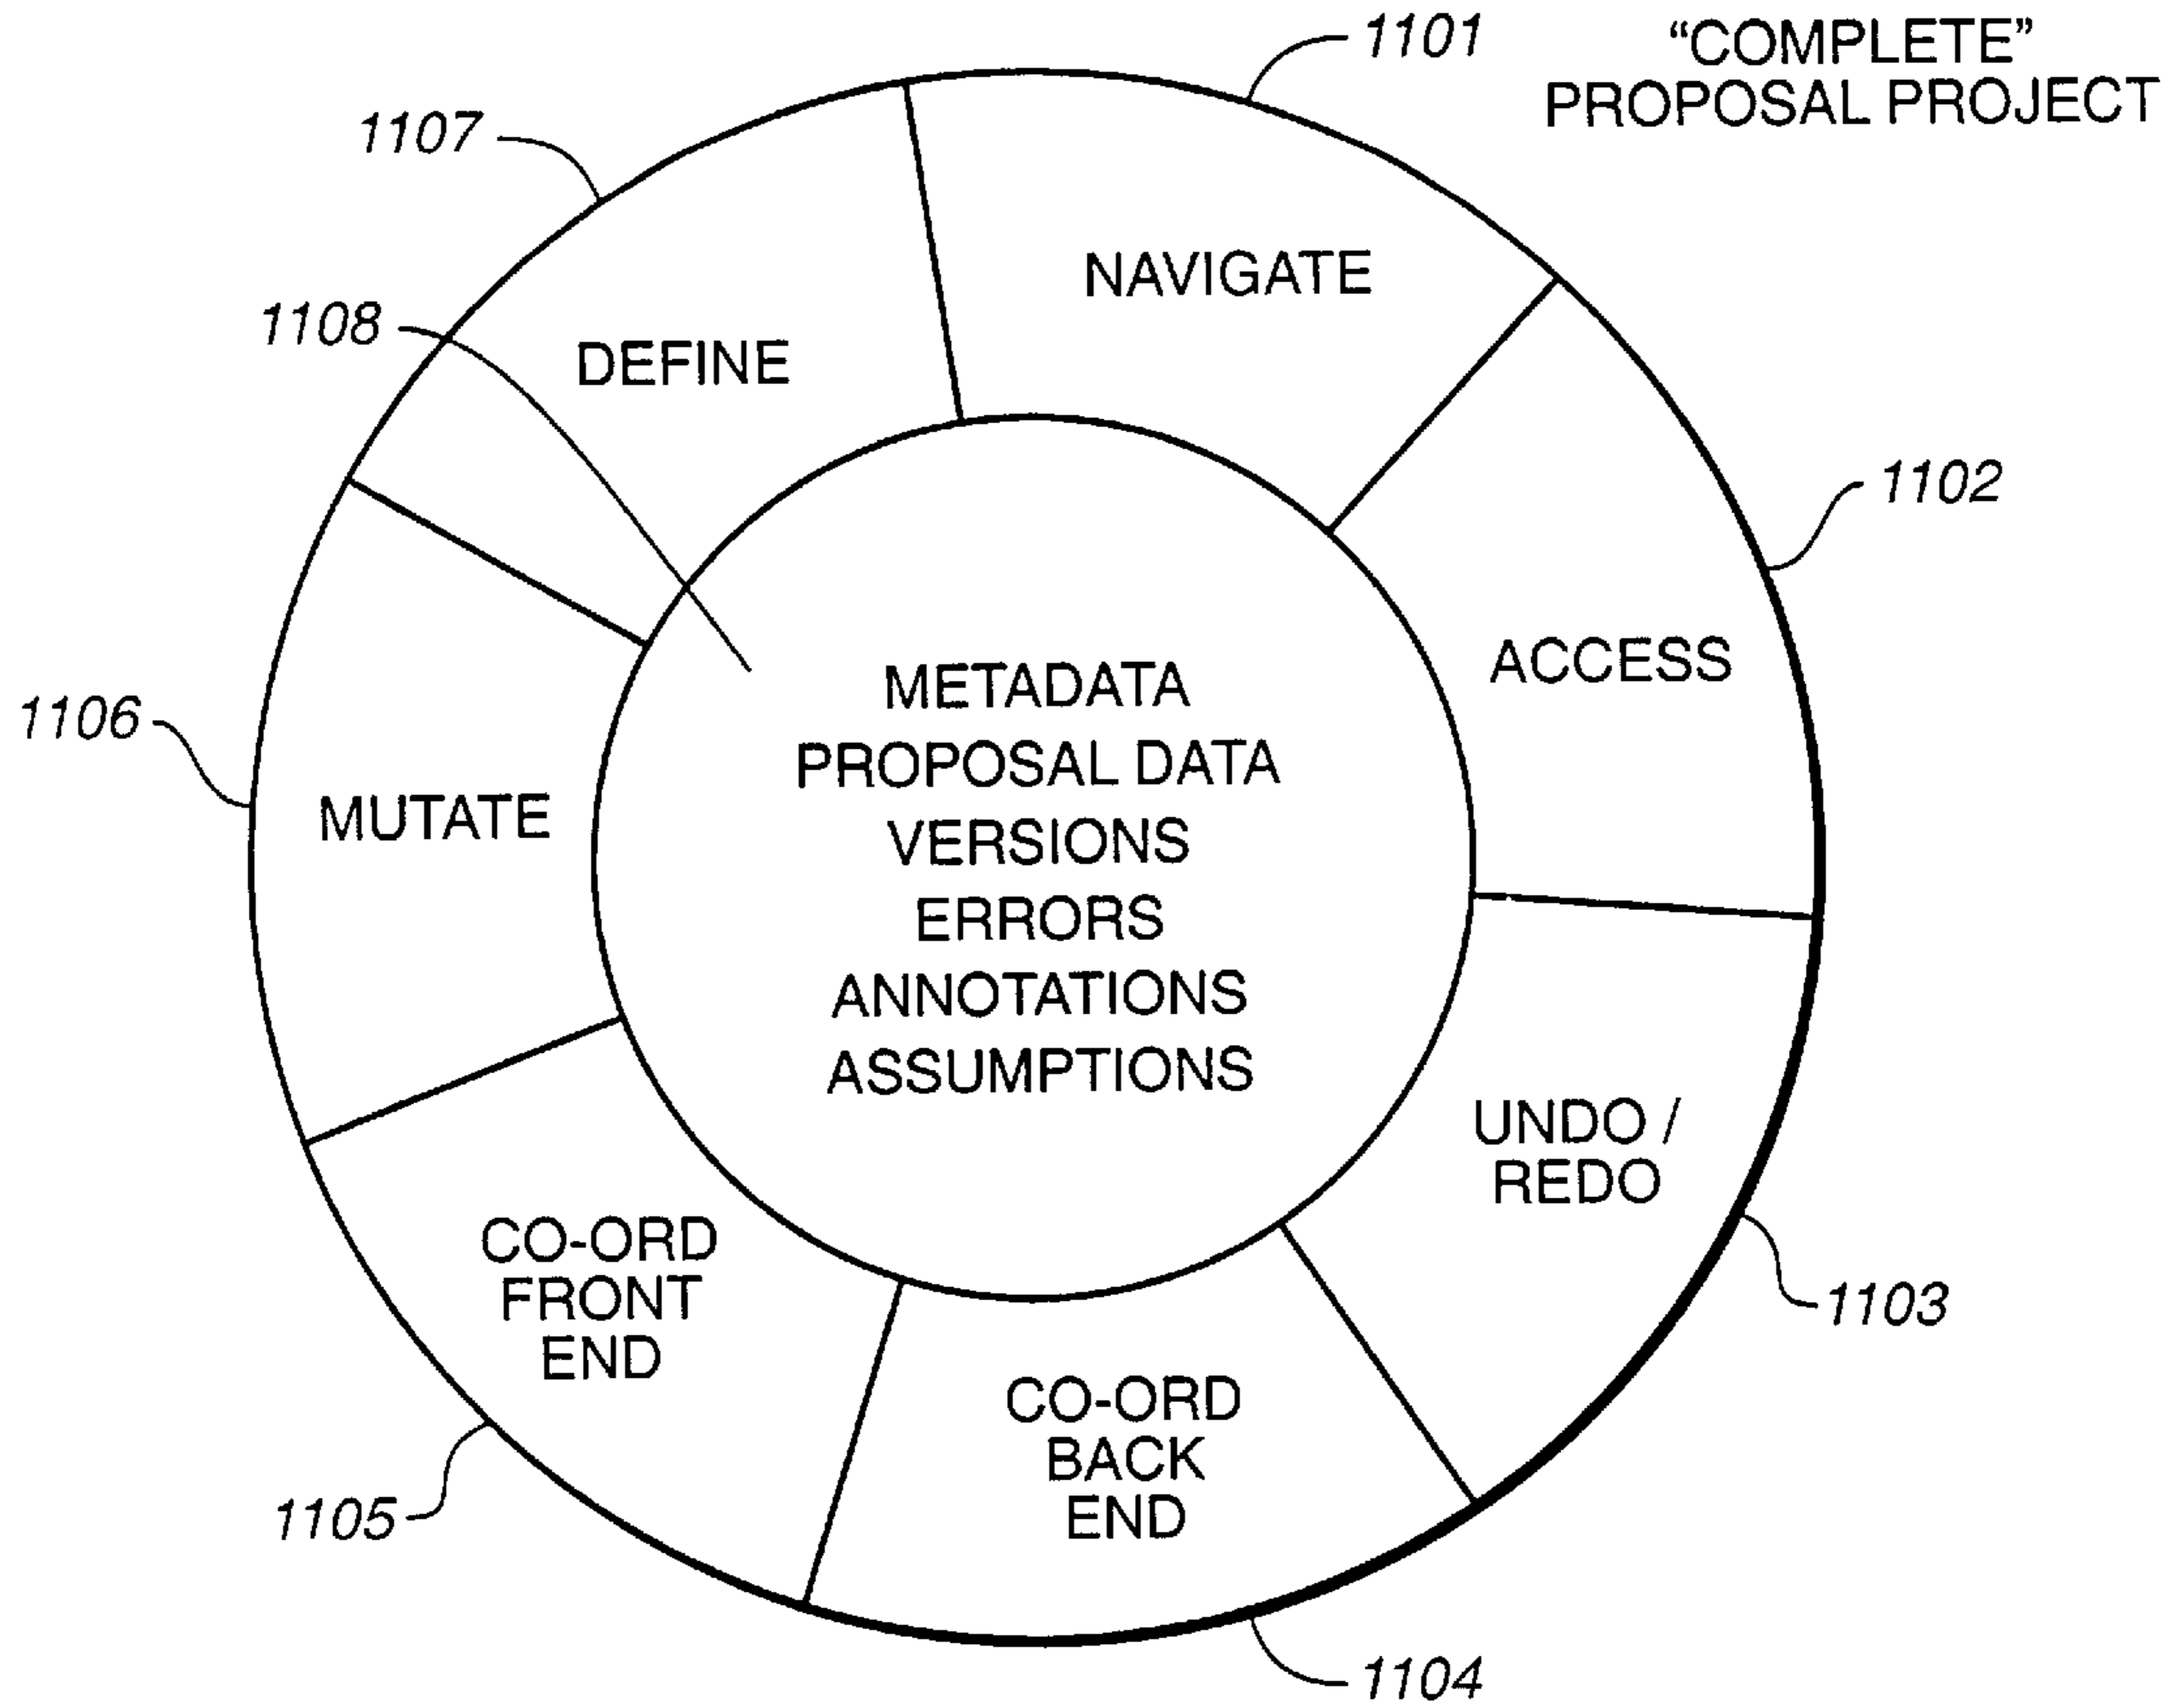 1101
“COMPLETE”
PROPOSAL PROJECT
1107
NAVIGATE
1108
DEFINE
1102
ACCESS
METADATA
PROPOSAL DATA
VERSIONS
ERRORS
ANNOTATIONS
ASSUMPTIONS
1106
MUTATE
UNDO /
REDO
1103
CO-ORD
FRONT
END
CO-ORD
BACK
END
1105
1104